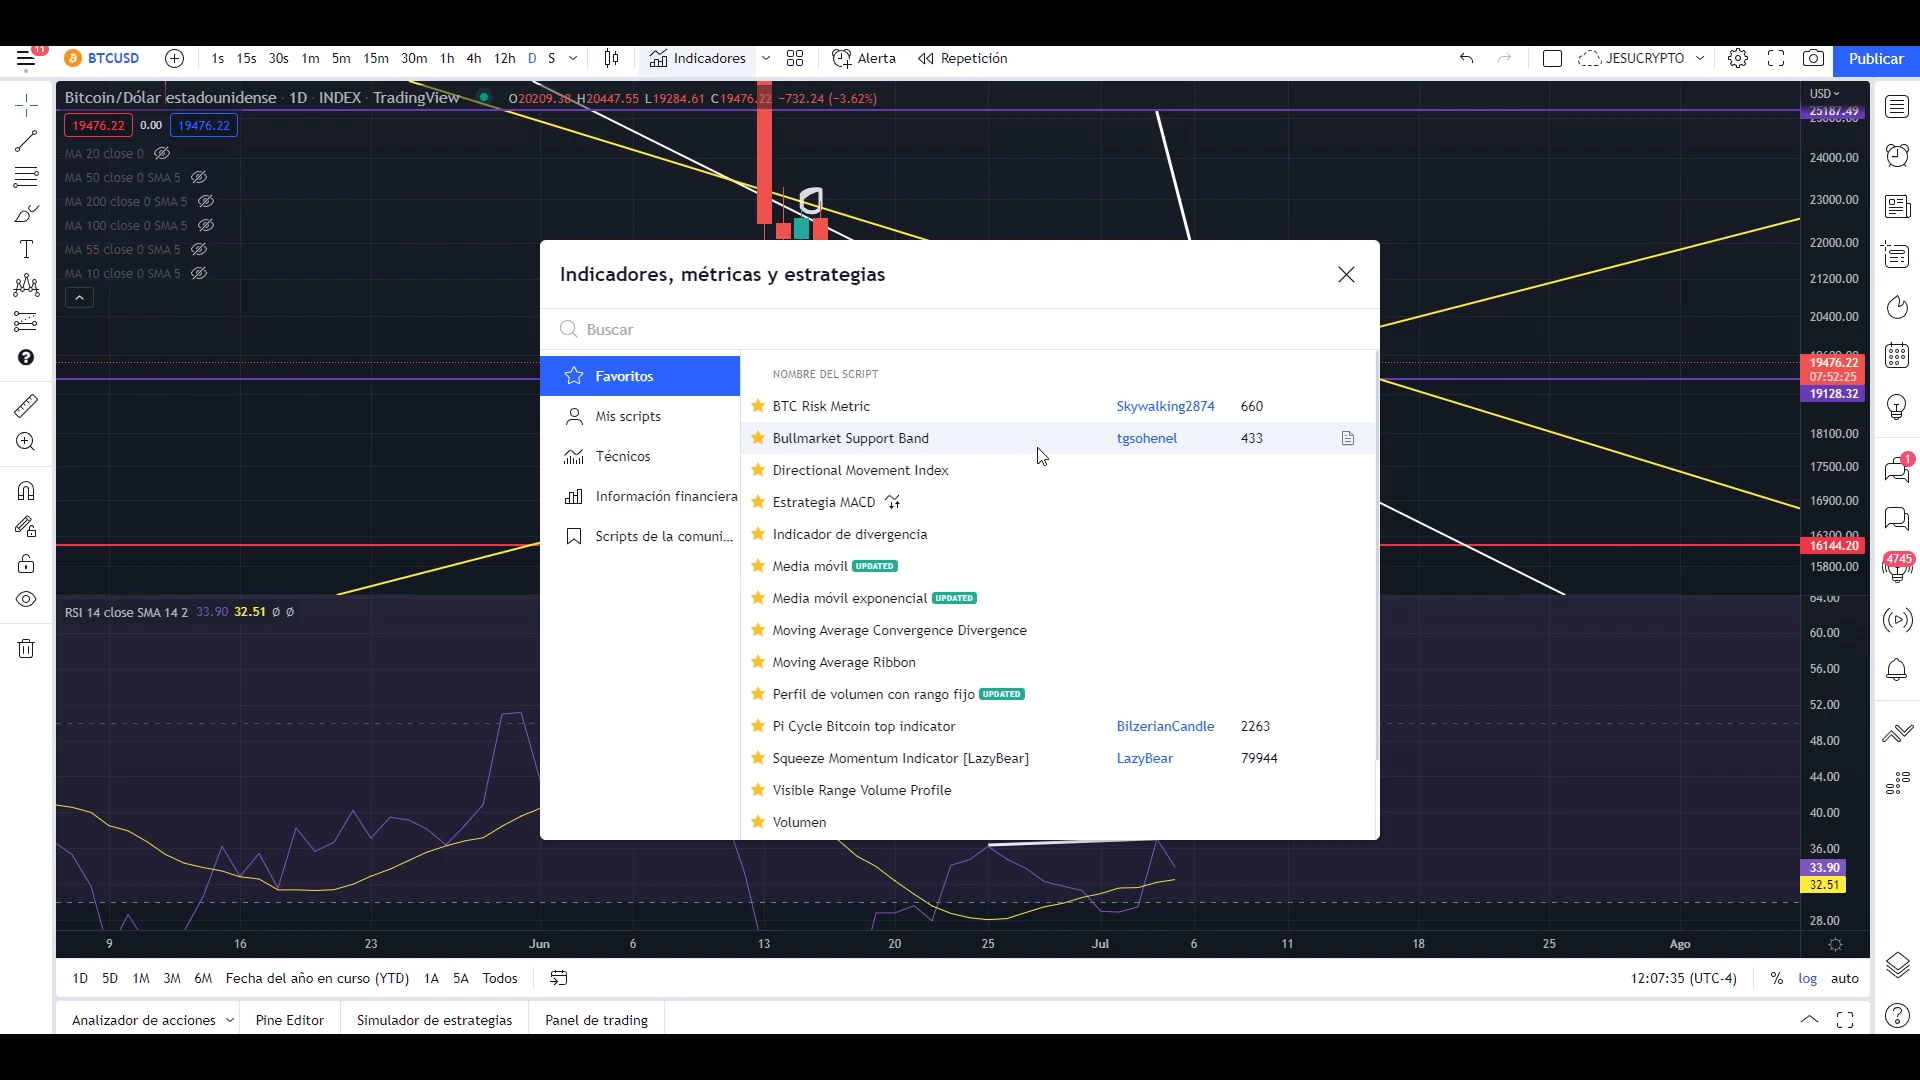 11
BTCUSD
1s 15s 30s 1m 5m 15m 30m 1h 4h 12h D S
Indicadores
Alerta
Repetición
JESUCRYPTO
Publicar
Bitcoin/Dólar estadounidense · 1D · INDEX · TradingView
O20209.38 H20447.55 L19284.61 C19476.22 −732.24 (−3.62%)
USD
25187.49
19476.22 0.00 19476.22
MA 20 close 0
MA 50 close 0 SMA 5
MA 200 close 0 SMA 5
MA 100 close 0 SMA 5
MA 55 close 0 SMA 5
MA 10 close 0 SMA 5
24000.00
23000.00
22000.00
21200.00
20400.00
19476.22
07:52:25
19128.32
18100.00
17500.00
16900.00
16144.20
15800.00
Indicadores, métricas y estrategias
Buscar
Favoritos
Mis scripts
Técnicos
Información financiera
Scripts de la comuni...
NOMBRE DEL SCRIPT
BTC Risk Metric Skywalking2874 660
Bullmarket Support Band tgsohenel 433
Directional Movement Index
Estrategia MACD
Indicador de divergencia
Media móvil UPDATED
Media móvil exponencial UPDATED
Moving Average Convergence Divergence
Moving Average Ribbon
Perfil de volumen con rango fijo UPDATED
Pi Cycle Bitcoin top indicator BilzerianCandle 2263
Squeeze Momentum Indicator [LazyBear] LazyBear 79944
Visible Range Volume Profile
Volumen
RSI 14 close SMA 14 2 33.90 32.51 ø ø
64.00
60.00
56.00
52.00
48.00
44.00
40.00
36.00
33.90
32.51
28.00
1
4745
9 16 23 Jun 6 13 20 25 Jul 6 11 18 25 Ago
1D 5D 1M 3M 6M Fecha del año en curso (YTD) 1A 5A Todos
12:07:35 (UTC-4) % log auto
Analizador de acciones Pine Editor Simulador de estrategias Panel de trading